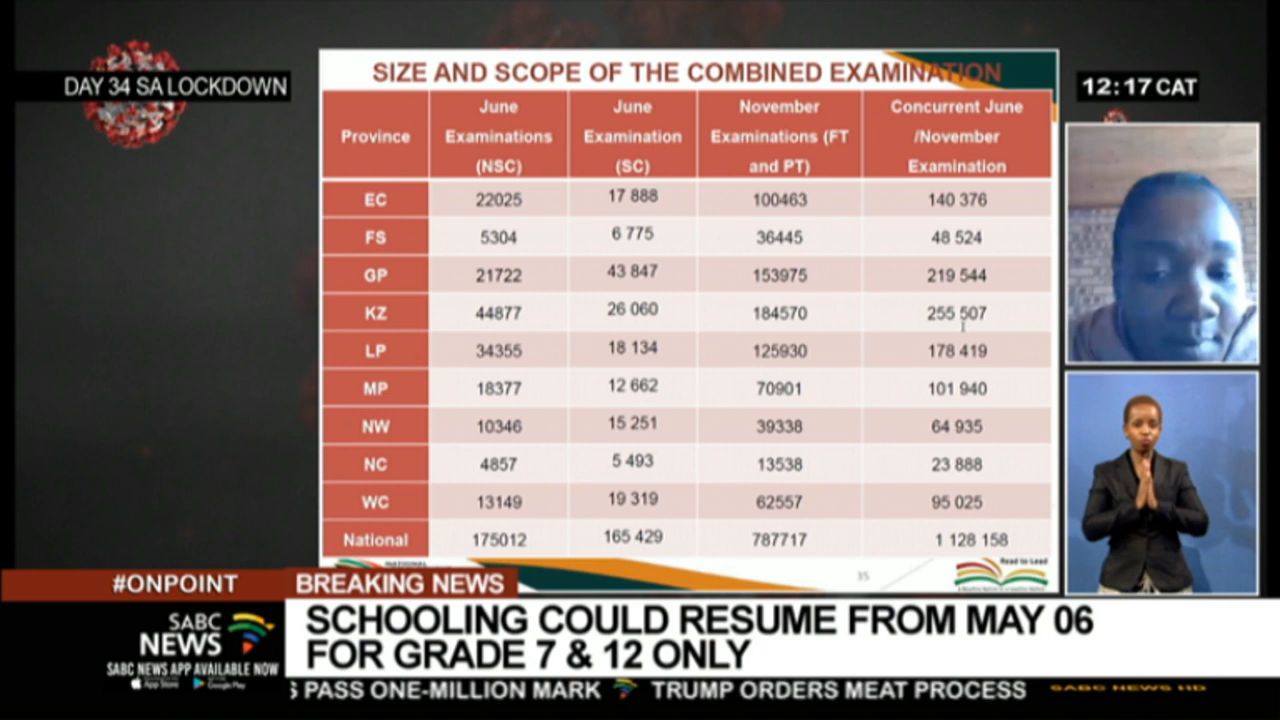 DAY 34 SA LOCKDOWN
12:17 CAT
SIZE AND SCOPE OF THE COMBINED EXAMINATION
Province
June Examinations (NSC)
June Examination (SC)
November Examinations (FT and PT)
Concurrent June /November Examination
EC 22025 17 888 100463 140 376
FS 5304 6 775 36445 48 524
GP 21722 43 847 153975 219 544
KZ 44877 26 060 184570 255 507
LP 34355 18 134 125930 178 419
MP 18377 12 662 70901 101 940
NW 10346 15 251 39338 64 935
NC 4857 5 493 13538 23 888
WC 13149 19 319 62557 95 025
National 175012 165 429 787717 1 128 158
35
Read to Lead
#ONPOINT
BREAKING NEWS
SABC
NEWS
SABC NEWS APP AVAILABLE NOW
App Store
Google Play
SCHOOLING COULD RESUME FROM MAY 06
FOR GRADE 7 & 12 ONLY
PASS ONE-MILLION MARK TRUMP ORDERS MEAT PROCESS
SABC NEWS HD